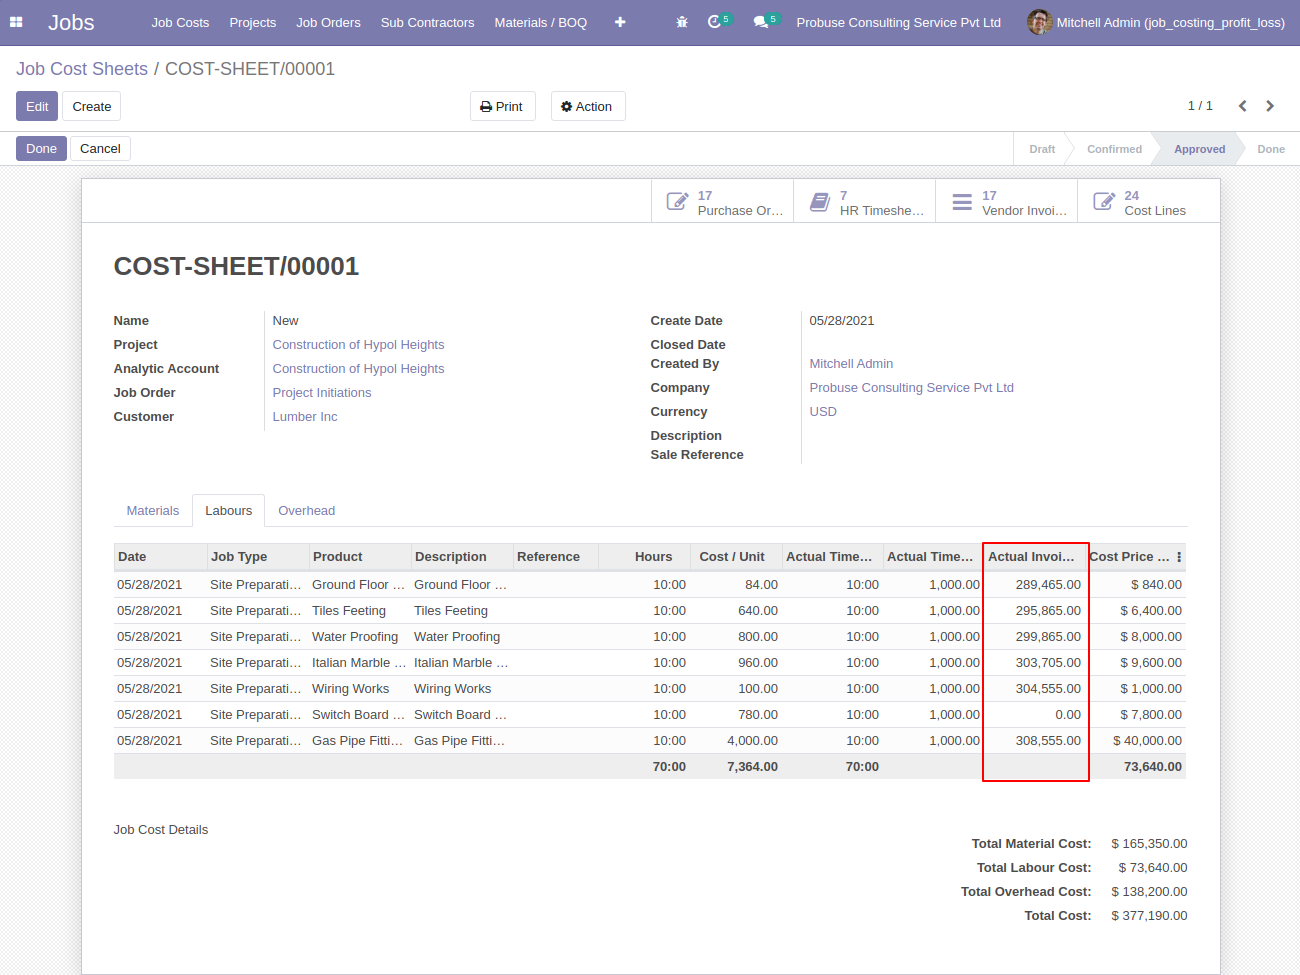 Jobs Job Costs Projects Job Orders Sub Contractors Materials / BOQ 5 5 Probuse Consulting Service Pvt Ltd Mitchell Admin (job_costing_profit_loss)
Job Cost Sheets / COST-SHEET/00001
Edit Create Print Action 1 / 1
Done Cancel Draft Confirmed Approved Done
17 7 17 24
Purchase Or... HR Timeshe... Vendor Invoi... Cost Lines
COST-SHEET/00001
Name New Create Date 05/28/2021
Project Construction of Hypol Heights Closed Date
Created By Mitchell Admin
Analytic Account Construction of Hypol Heights
Company Probuse Consulting Service Pvt Ltd
Job Order Project Initiations
Currency USD
Customer Lumber Inc
Description
Sale Reference
Materials Labours Overhead
Date Job Type Product Description Reference Hours Cost / Unit Actual Time... Actual Time... Actual Invoi... Cost Price ...
05/28/2021 Site Preparati... Ground Floor ... Ground Floor ... 10:00 84.00 10:00 1,000.00 289,465.00 $ 840.00
05/28/2021 Site Preparati... Tiles Feeting Tiles Feeting 10:00 640.00 10:00 1,000.00 295,865.00 $ 6,400.00
05/28/2021 Site Preparati... Water Proofing Water Proofing 10:00 800.00 10:00 1,000.00 299,865.00 $ 8,000.00
05/28/2021 Site Preparati... Italian Marble ... Italian Marble ... 10:00 960.00 10:00 1,000.00 303,705.00 $ 9,600.00
05/28/2021 Site Preparati... Wiring Works Wiring Works 10:00 100.00 10:00 1,000.00 304,555.00 $ 1,000.00
05/28/2021 Site Preparati... Switch Board ... Switch Board ... 10:00 780.00 10:00 1,000.00 0.00 $ 7,800.00
05/28/2021 Site Preparati... Gas Pipe Fitti... Gas Pipe Fitti... 10:00 4,000.00 10:00 1,000.00 308,555.00 $ 40,000.00
70:00 7,364.00 70:00 73,640.00
Job Cost Details
Total Material Cost: $ 165,350.00
Total Labour Cost: $ 73,640.00
Total Overhead Cost: $ 138,200.00
Total Cost: $ 377,190.00